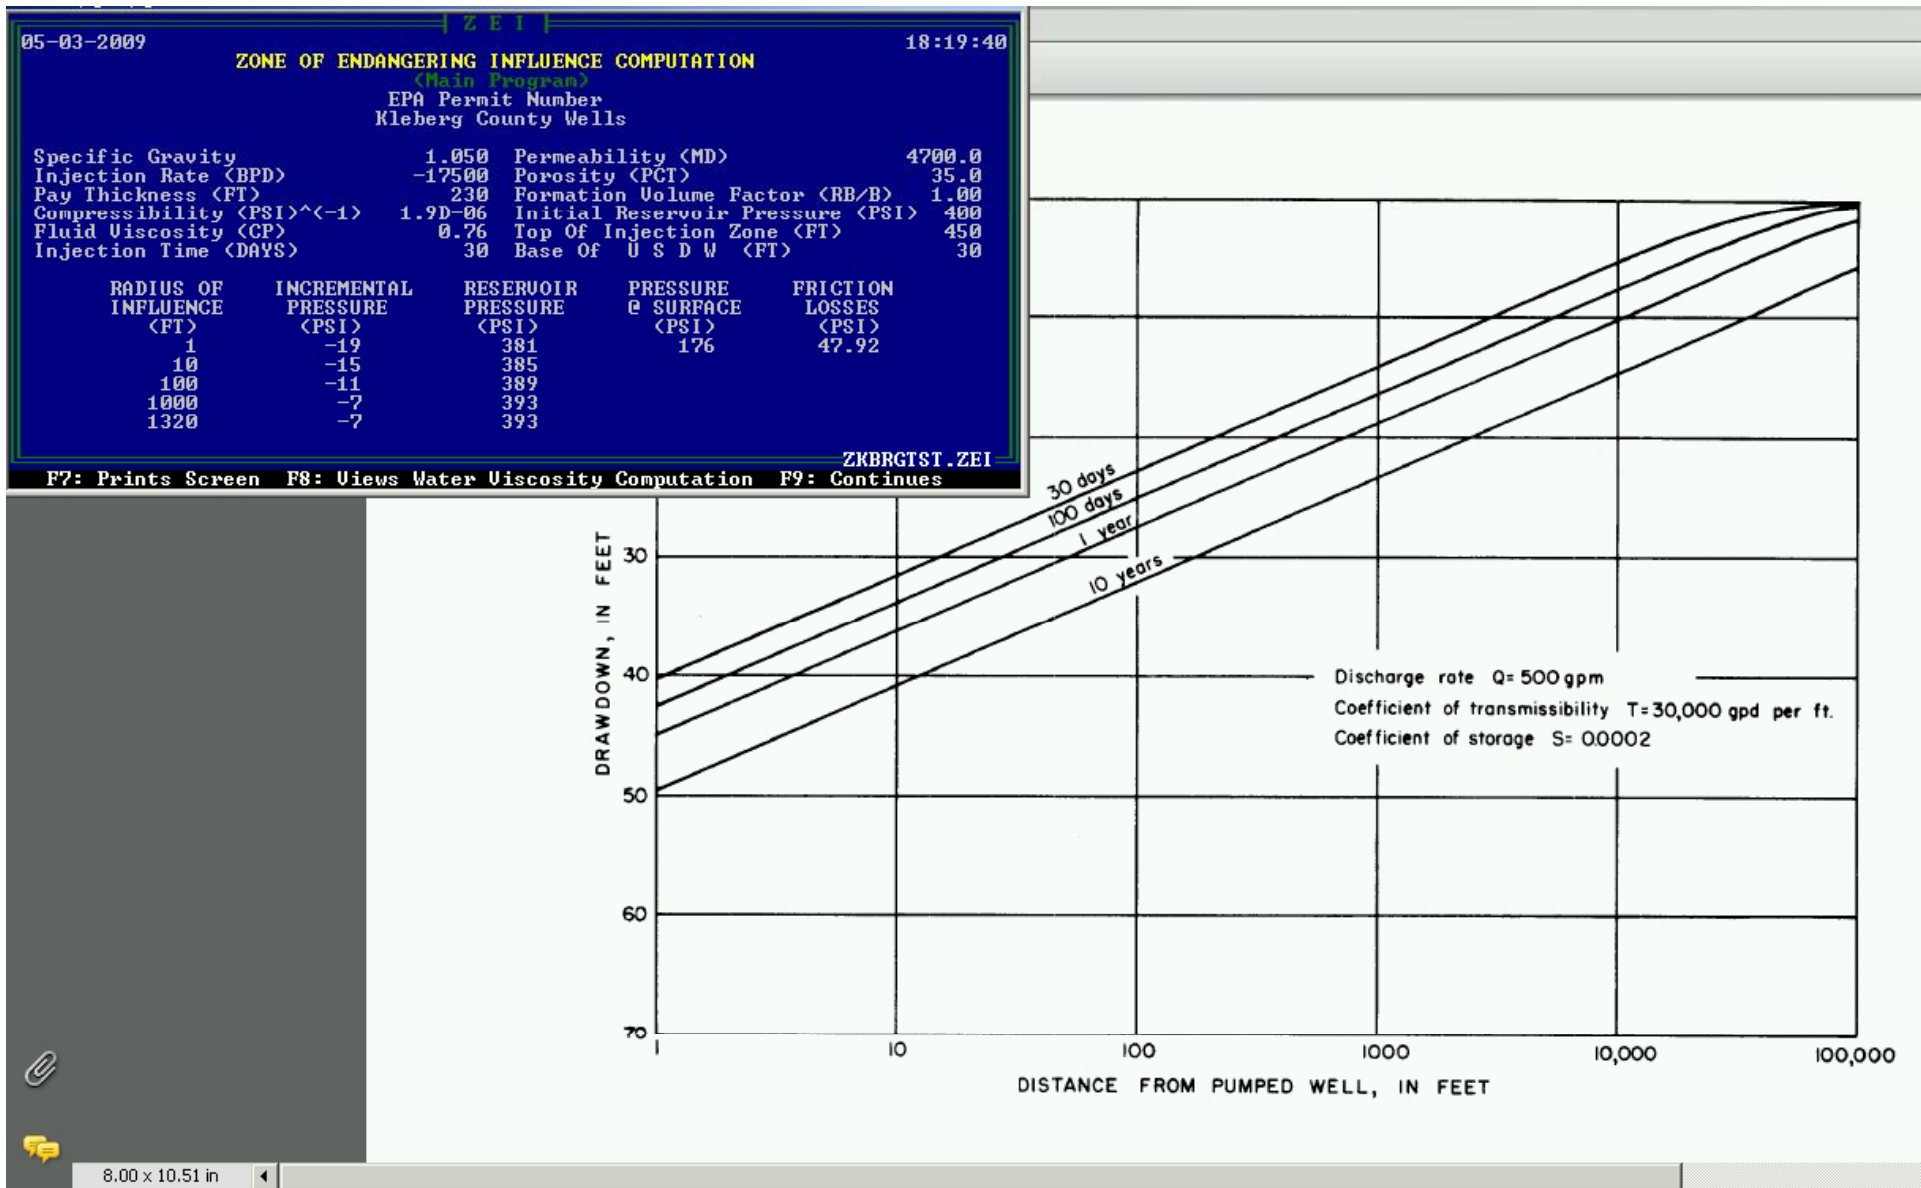 Z E I
05-03-2009 18:19:40
ZONE OF ENDANGERING INFLUENCE COMPUTATION
(Main Program)
EPA Permit Number
Kleberg County Wells
Specific Gravity 1.050 Permeability (MD) 4700.0
Injection Rate (BPD) -17500 Porosity (PCT) 35.0
Pay Thickness (FT) 230 Formation Volume Factor (RB/B) 1.00
Compressibility (PSI)^(-1) 1.9D-06 Initial Reservoir Pressure (PSI) 400
Fluid Viscosity (CP) 0.76 Top Of Injection Zone (FT) 450
Injection Time (DAYS) 30 Base Of U S D W (FT) 30
RADIUS OF INCREMENTAL RESERVOIR PRESSURE FRICTION
INFLUENCE PRESSURE PRESSURE @ SURFACE LOSSES
(FT) (PSI) (PSI) (PSI) (PSI)
1 -19 381 176 47.92
10 -15 385
100 -11 389
1000 -7 393
1320 -7 393
ZKBRGTST.ZEI
F7: Prints Screen F8: Views Water Viscosity Computation F9: Continues
30 days
100 days
1 year
10 years
DRAWDOWN, IN FEET
30
40
50
60
70
Discharge rate Q= 500 gpm
Coefficient of transmissibility T=30,000 gpd per ft.
Coefficient of storage S= 0.0002
1 10 100 1000 10,000 100,000
DISTANCE FROM PUMPED WELL, IN FEET
8.00 x 10.51 in